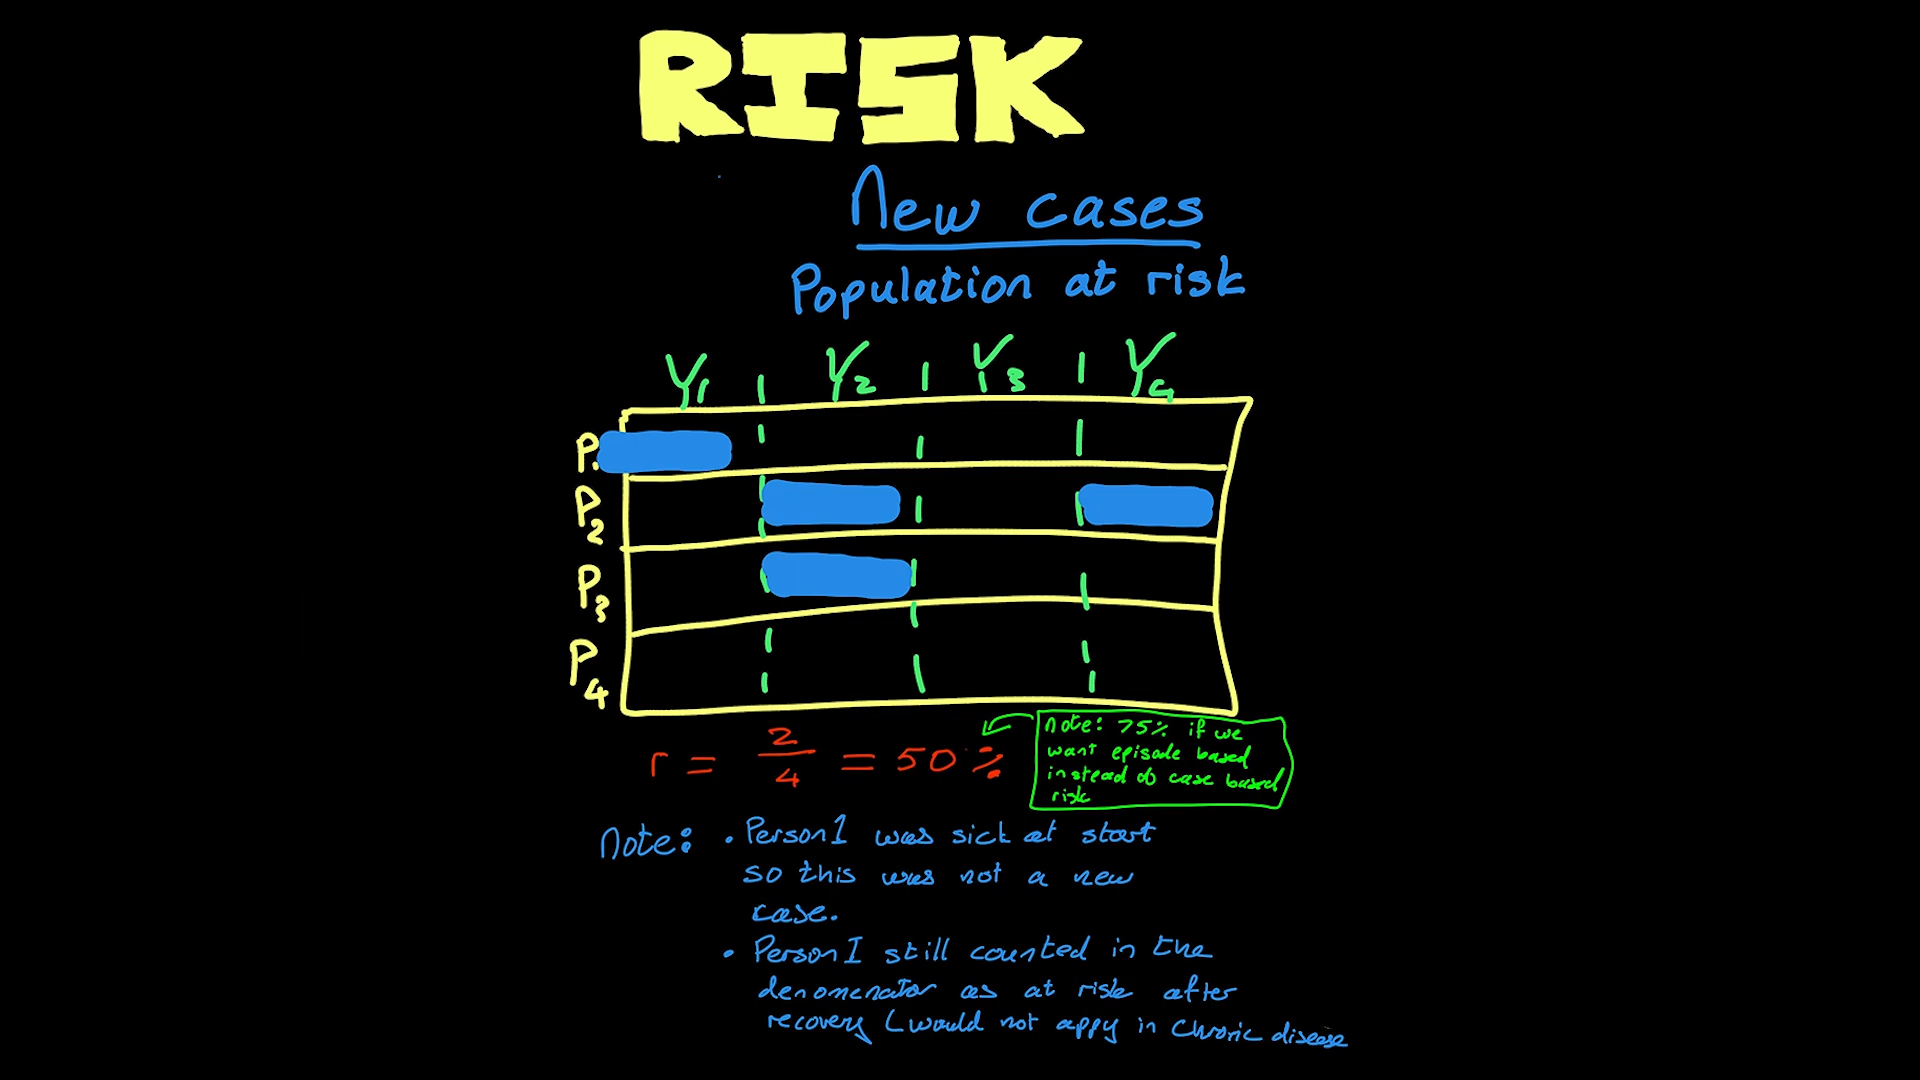 RISK
New cases
Population at risk
Y1 Y2 Y3 Y4
P1
P2
P3
P4
r = 2/4 = 50%
note: 75% if we
want episode based
instead of case based
risk
Note: • Person 1 was sick at start
so this was not a new
case.
• Person I still counted in the
denomenator as at risk after
recovery (would not appy in chronic disease